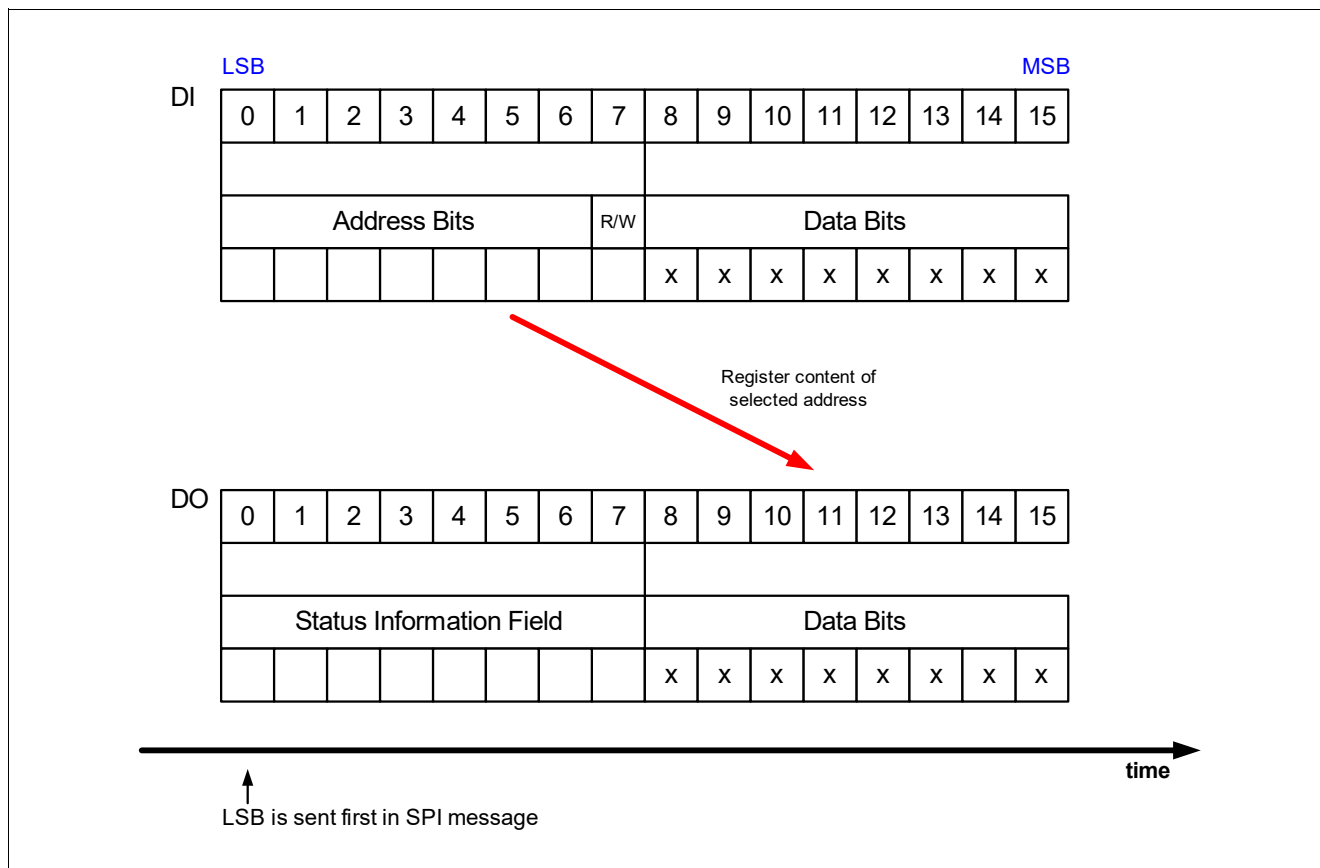 LSB MSB
DI 0 1 2 3 4 5 6 7 8 9 10 11 12 13 14 15
Address Bits R/W Data Bits
x x x x x x x x
Register content of
selected address
DO 0 1 2 3 4 5 6 7 8 9 10 11 12 13 14 15
Status Information Field Data Bits
x x x x x x x x
time
LSB is sent first in SPI message